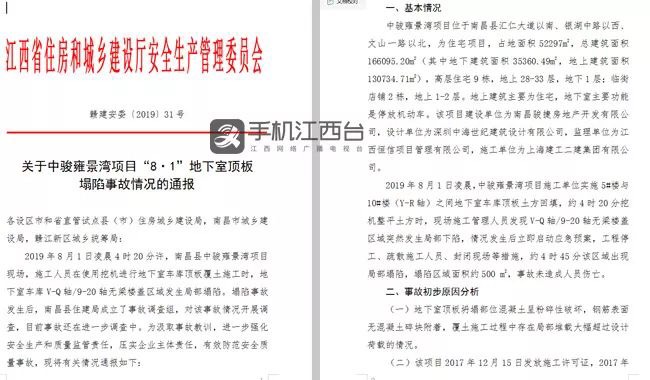 江西省住房和城乡建设厅安全生产管理委员会
赣建安委〔2019〕31号
关于中骏雍景湾项目“8·1”地下室顶板
塌陷事故情况的通报
各设区市和省直管试点县（市）住房城乡建设局，南昌市城乡建
设局，赣江新区城乡统筹局：
2019年8月1日凌晨4时20分许，南昌县中骏雍景湾项目
现场，施工人员在使用挖机进行地下室车库顶板覆土施工时，地
下室车库V-Q轴/9-20轴无梁楼盖区域发生局部塌陷。塌陷事故
发生后，南昌县住建局成立了事故调查组，对该事故情况开展调
查，目前事故还在进一步调查中。为汲取事故教训，进一步强化
安全生产和质量监管责任，压实企业主体责任，有效防范安全质
量事故，现将有关情况通报如下：
手机江西台
江西网络广播电视台
一、基本情况
中骏雍景湾项目位于南昌县汇仁大道以南、银湖中路以西、
文山一路以北，为住宅项目，占地面积52297㎡，总建筑面积
166095.20㎡（其中地下建筑面积35360.49㎡，地上建筑面积
130734.71㎡），高层住宅9栋，地上28-33层，地下1层；临街
店铺2栋，地上1-2层。地上建筑主要为住宅，地下室主要功能
是停放机动车。该项目建设单位为南昌骏捷房地产开发有限公
司，设计单位为深圳中海世纪建筑设计有限公司，监理单位为江
西恒信项目管理有限公司，施工单位为上海建工二建集团有限公
司。
2019年8月1日凌晨，中骏雍景湾项目施工单位实施5#楼与
10#楼（Y-R轴）之间地下室车库顶板土方回填，约4时20分挖
机整平土方时，现场施工管理人员发现V-Q轴/9-20轴无梁楼盖
区域突然发生局部下陷，情况发生后立即启动应急预案，工程停
工、疏散施工人员、封闭现场等措施，约4时45分该区域出现
局部塌陷，塌陷区域面积约500㎡，事故未造成人员伤亡。
二、事故初步原因分析
（一）地下室顶板坍塌部位混凝土呈粉碎性破坏，钢筋表面
无混凝土碎块附着，覆土施工过程中存在局部堆载大幅超过设计
荷载的情况。
（二）该项目2017年12月15日发放施工许可证，2017年